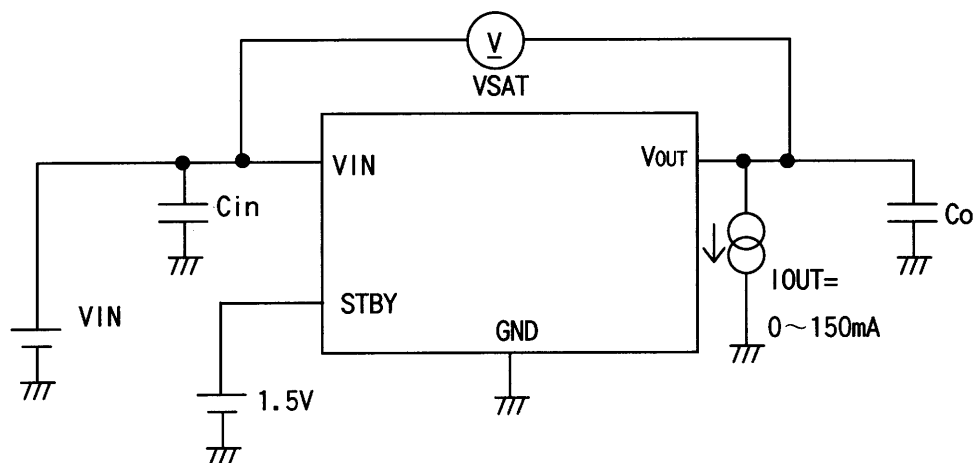 V
VSAT
VIN
VOUT
Cin
Co
VIN
STBY
IOUT=
GND
0～150mA
1.5V